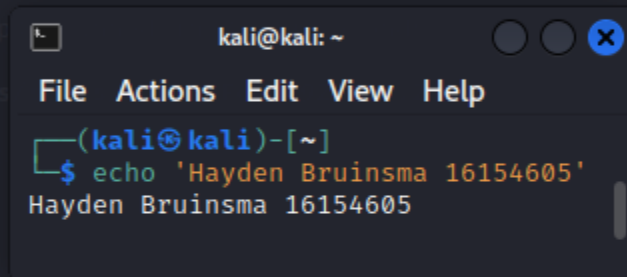 kali@kali: ~
File Actions Edit View Help
┌──(kali㉿kali)-[~]
└─$ echo 'Hayden Bruinsma 16154605'
Hayden Bruinsma 16154605